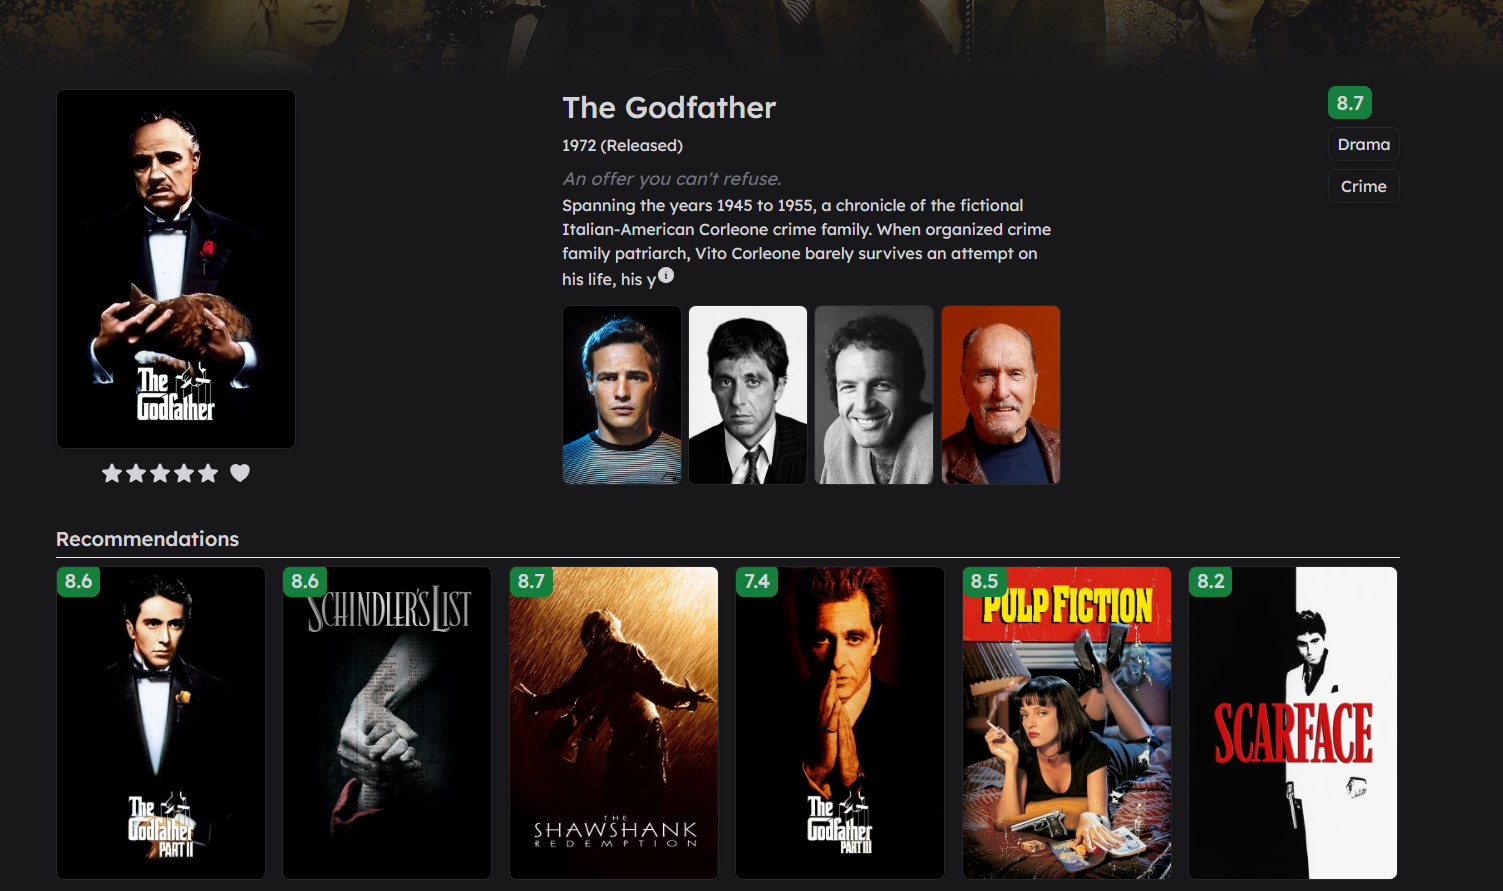 The Godfather
1972 (Released)
An offer you can't refuse.
Spanning the years 1945 to 1955, a chronicle of the fictional
Italian-American Corleone crime family. When organized crime
family patriarch, Vito Corleone barely survives an attempt on
his life, his y
8.7
Drama
Crime
The
Godfather
Recommendations
8.6
The
Godfather
PART II
8.6
SCHINDLER'S LIST
8.7
THE
SHAWSHANK
REDEMPTION
7.4
The
Godfather
PART III
8.5
PULP FICTION
8.2
SCARFACE